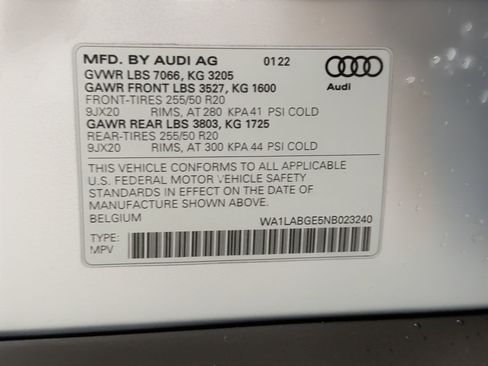 MFD. BY AUDI AG 01 22
GVWR LBS 7066, KG 3205
GAWR FRONT LBS 3527, KG 1600
FRONT-TIRES 255/50 R20
9JX20 RIMS, AT 280 KPA 41 PSI COLD
GAWR REAR LBS 3803, KG 1725
REAR-TIRES 255/50 R20
9JX20 RIMS, AT 300 KPA 44 PSI COLD
Audi
THIS VEHICLE CONFORMS TO ALL APPLICABLE
U.S. FEDERAL MOTOR VEHICLE SAFETY
STANDARDS IN EFFECT ON THE DATE OF
MANUFACTURE SHOWN ABOVE.
BELGIUM WA1LABGE5NB023240
TYPE:
MPV